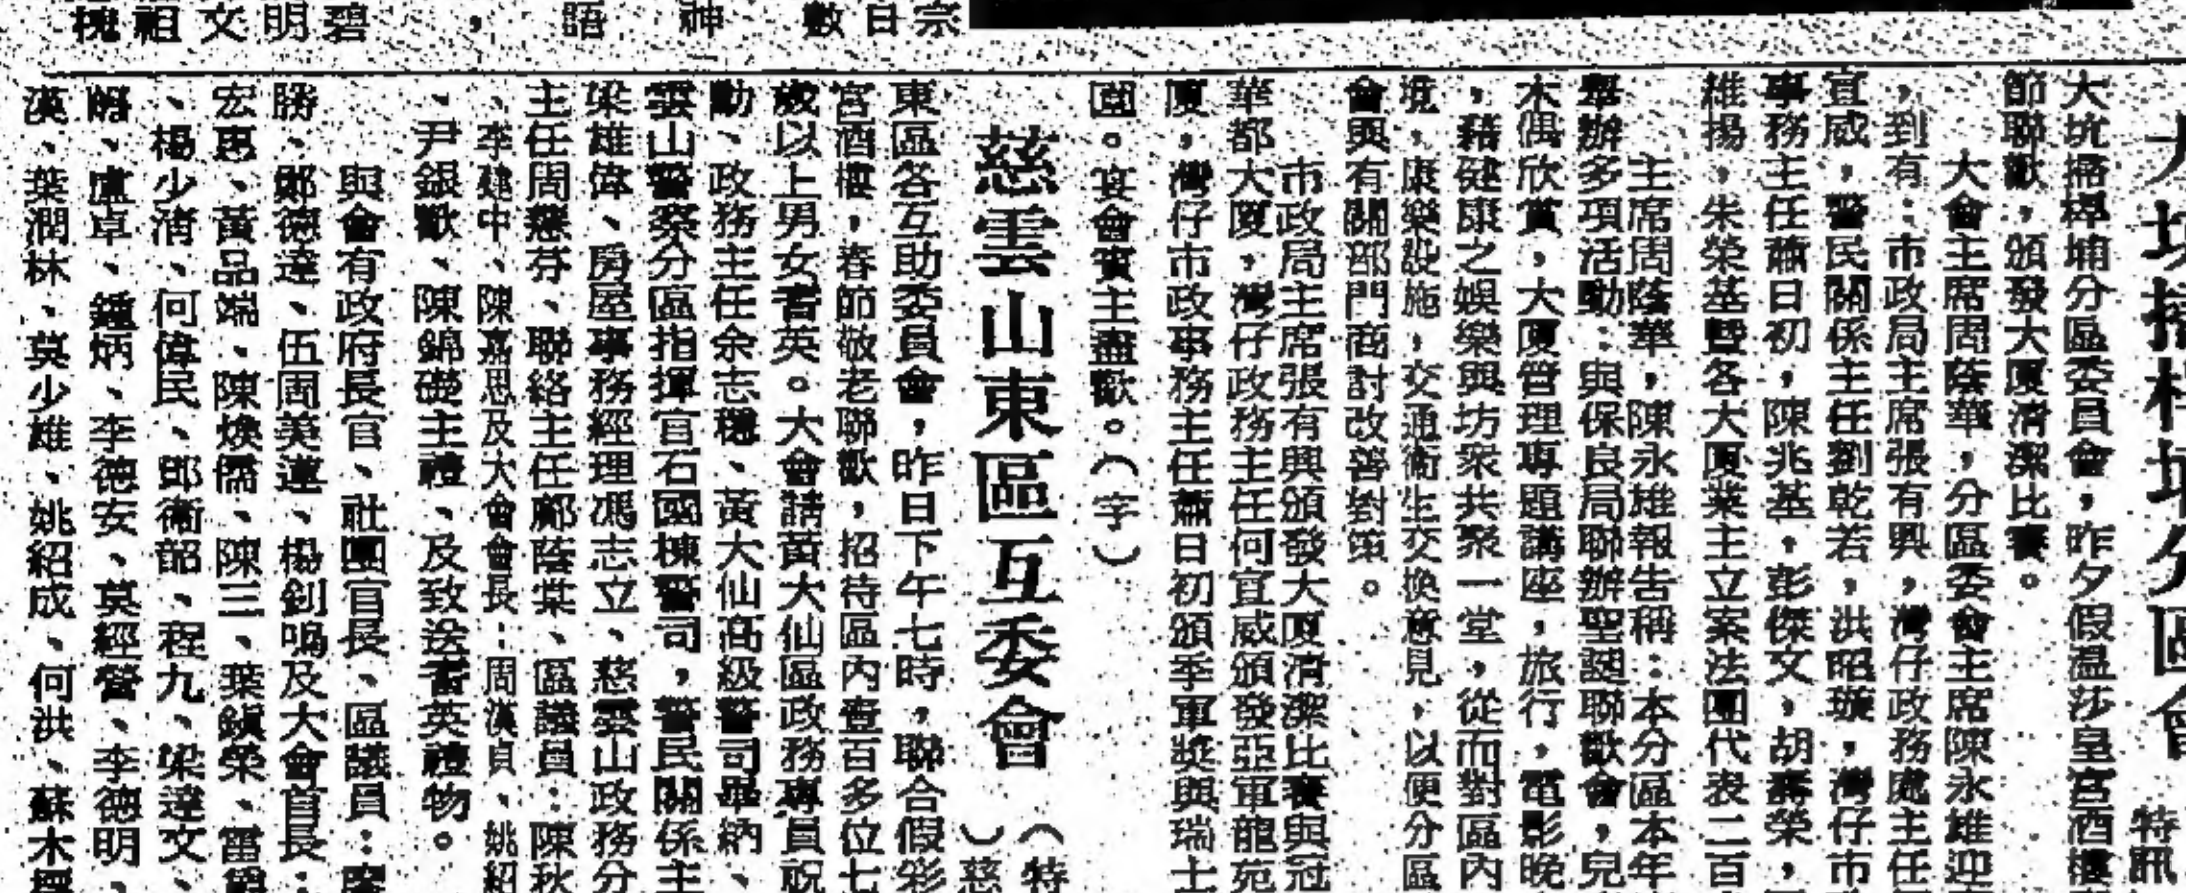 宗
日
數
神
語，
碧
明
文
祖
槐
特訊
大坑掃桿埔分區委員會，昨夕假溫莎皇宮酒樓
節聯歡，頒發大厦清潔比賽。
大會主席周蔭華，分區委會主席陳永雄迎
，到有：市政局主席張有興，灣仔政務處主任
宜威，警民關係主任劉乾若，洪昭璇，灣仔市
事務主任蕭日初，陳兆基，彭傑文，胡壽榮，
維揚，朱榮基暨各大厦業主立案法團代表二百
主席周蔭華，陳永雄報告稱：本分區本年
舉辦多項活動：與保良局聯辦聖誕聯歡會，兒
木偶欣賞，大厦管理專題講座，旅行，電影晚
，藉健康之娛樂與坊衆共聚一堂，從而對區內
境，康樂設施，交通衛生交換意見，以便分區
會與有關部門商討改善對策。
市政局主席張有興頒發大厦清潔比賽與冠
華都大厦，灣仔政務主任何宜威頒發亞軍龍苑
厦，灣仔市政事務主任蕭日初頒季軍獎與瑞士
園。宴會賓主盡歡。（字）
慈雲山東區互委會
（特
）慈
東區各互助委員會，昨日下午七時，聯合假彩
宮酒樓，春節敬老聯歡，招待區內壹百多位七
歲以上男女耆英。大會請黃大仙區政務專員祝
勳、政務主任余志穩、黃大仙高級警司畢納、
雲山警察分區指揮官石國棟警司，警民關係主
梁雄偉、房屋事務經理馮志立、慈雲山政務分
主任周慧芬、聯絡主任鄺蔭棠、區議員：陳秋
、李建中、陳嘉思及大會會長：周漢貞、姚紹
、尹銀歡、陳錦礎主禮、及致送耆英禮物。
與會有政府長官、社團官長、區議員：
勝、鄭德達、伍周美蓮、楊釗鳴及大會首長：
宏惠、黃品端、陳煥儒、陳三、葉鎮榮、雷
、楊少清、何偉民、鄧衛韶、程九、梁達文、
、盧卓、鍾炳、李德安、莫經營、李德明、
漢、葉潤林、莫少雄、姚紹成、何洪、蘇木